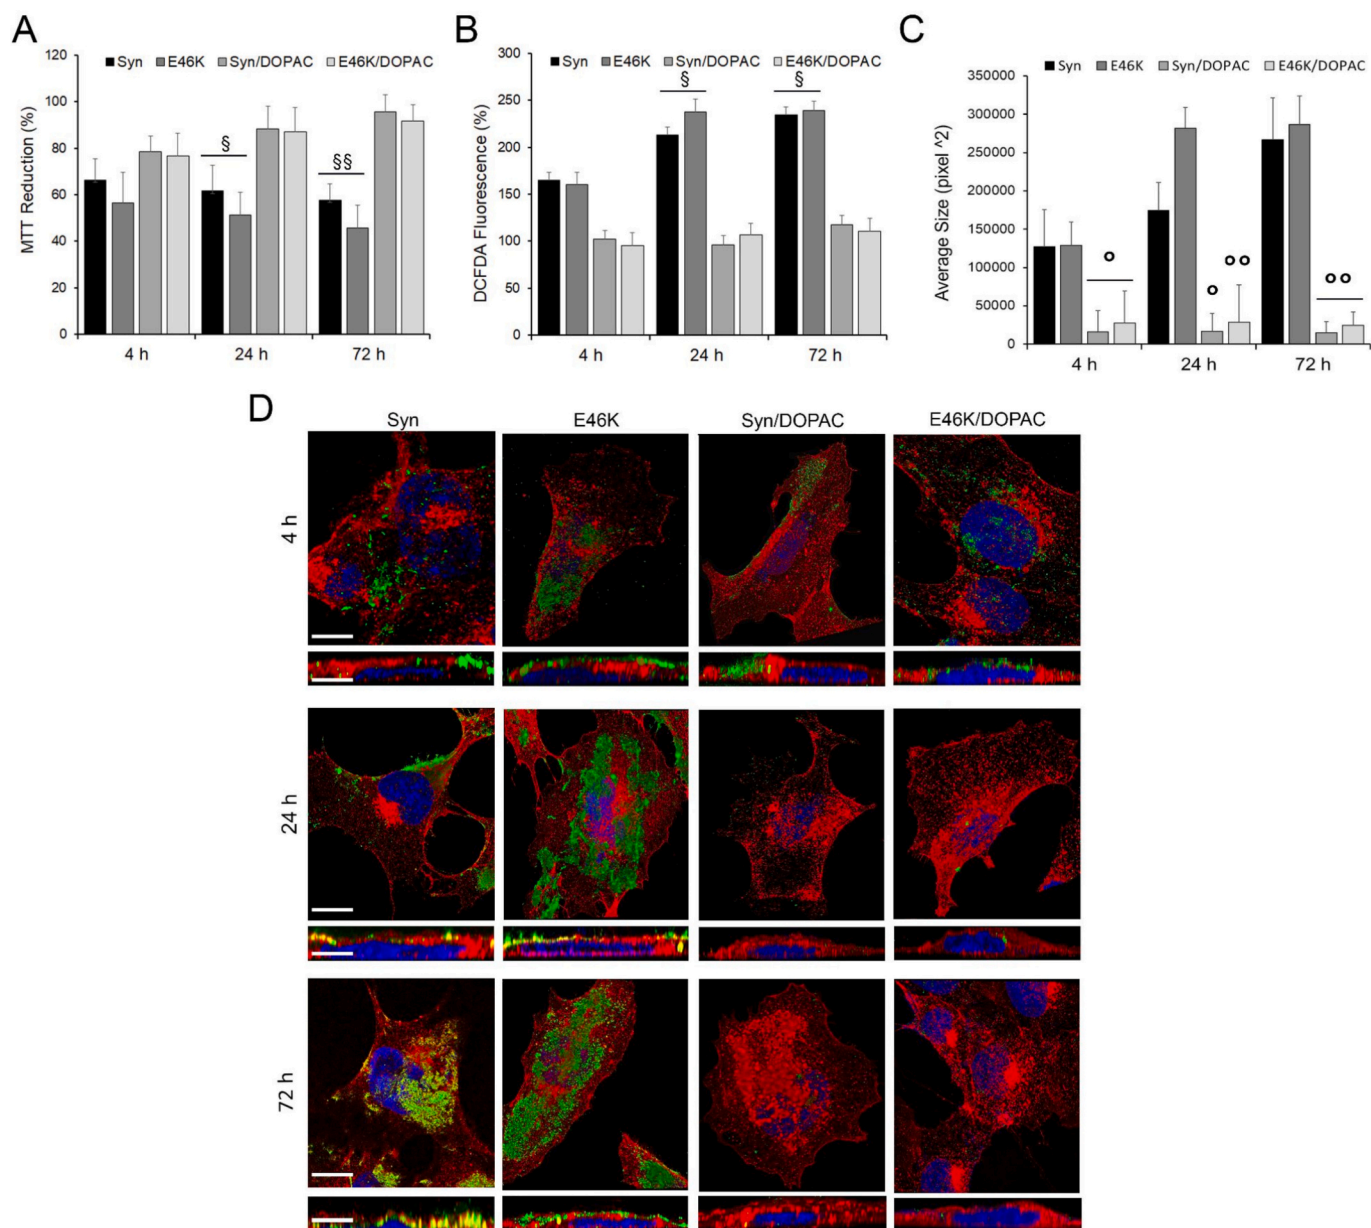 A
Syn E46K Syn/DOPAC E46K/DOPAC
MTT Reduction (%)
120
100
80
60
40
20
0
§
§§
4 h 24 h 72 h
B
Syn E46K Syn/DOPAC E46K/DOPAC
DCFDA Fluorescence (%)
300
250
200
150
100
50
0
§
§
4 h 24 h 72 h
C
Syn E46K Syn/DOPAC E46K/DOPAC
Average Size (pixel ^2)
350000
300000
250000
200000
150000
100000
50000
0
4 h 24 h 72 h
D
Syn E46K Syn/DOPAC E46K/DOPAC
4 h
24 h
72 h